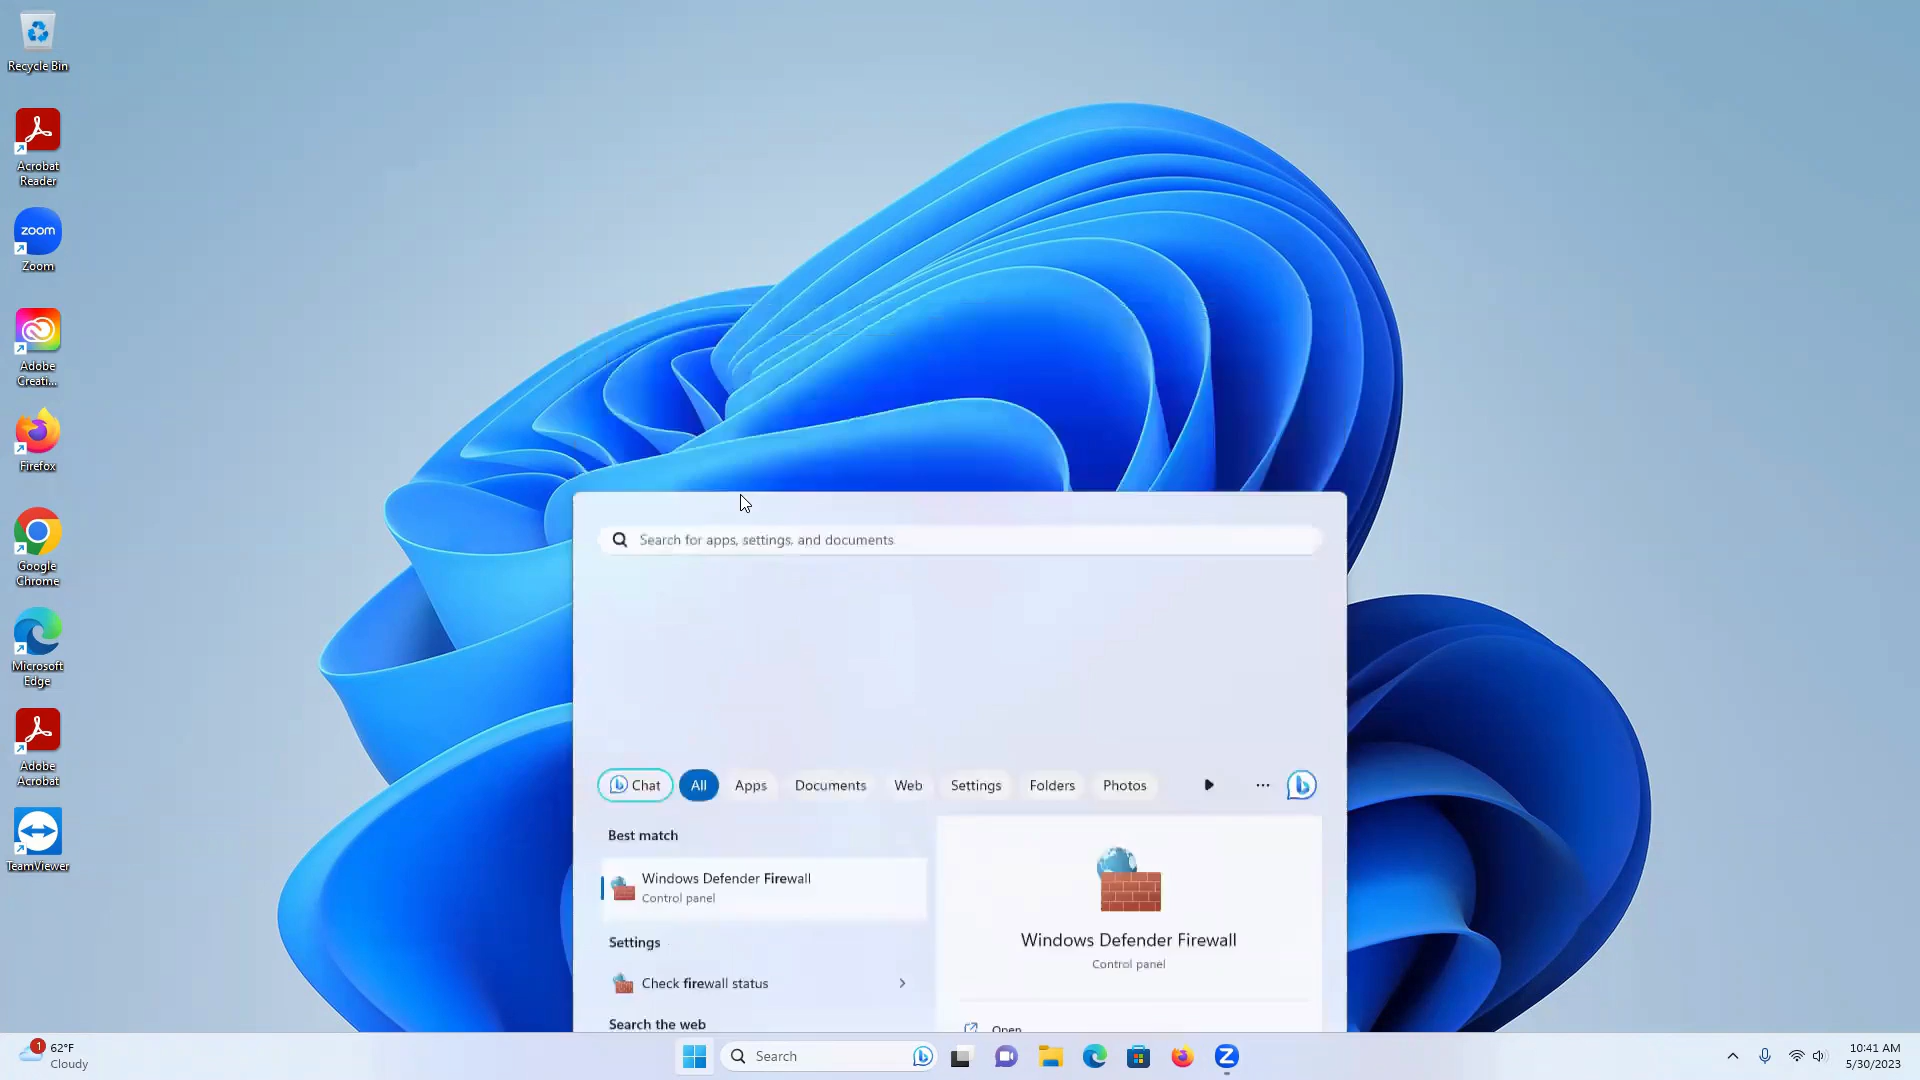 Recycle Bin
Acrobat
Reader
zoom
Zoom
Adobe
Creati...
Firefox
Google
Chrome
Microsoft
Edge
Adobe
Acrobat
TeamViewer
Search for apps, settings, and documents
Chat
All
Apps
Documents
Web
Settings
Folders
Photos
Best match
Windows Defender Firewall
Control panel
Settings
Check firewall status
Search the web
Windows Defender Firewall
Control panel
Open
1
62°F
Cloudy
Search
10:41 AM
5/30/2023